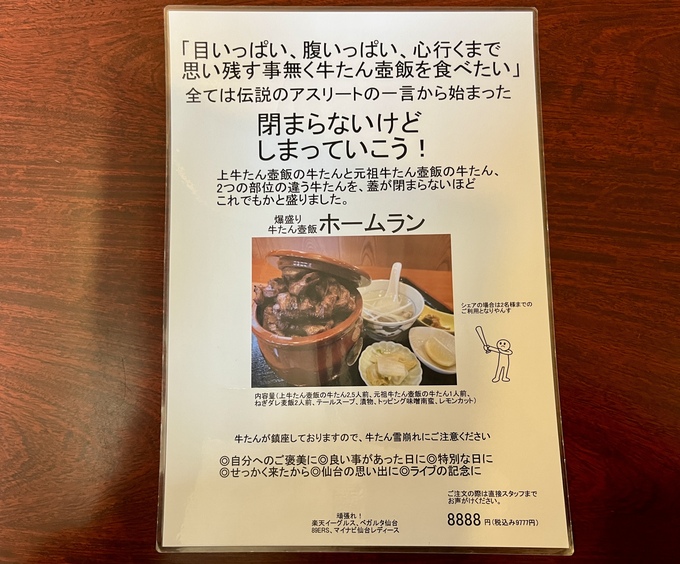 「目いっぱい、腹いっぱい、心行くまで
思い残す事無く牛たん壺飯を食べたい」
全ては伝説のアスリートの一言から始まった
閉まらないけど
しまっていこう！
上牛たん壺飯の牛たんと元祖牛たん壺飯の牛たん、
2つの部位の違う牛たんを、蓋が閉まらないほど
これでもかと盛りました。
爆盛り
牛たん壺飯 ホームラン
シェアの場合は2名様までの
ご利用となりやんす
内容量(上牛たん壺飯の牛たん2.5人前、元祖牛たん壺飯の牛たん1人前、
ねぎダレ麦飯2人前、テールスープ、漬物、トッピング味噌南蛮、レモンカット)
牛たんが鎮座しておりますので、牛たん雪崩れにご注意ください
◎自分へのご褒美に◎良い事があった日に◎特別な日に
◎せっかく来たから◎仙台の思い出に◎ライブの記念に
ご注文の際は直接スタッフまで
お声がけください。
8888 円(税込み9777円)
頑張れ！
楽天イーグルス、ベガルタ仙台
89ERS、マイナビ仙台レディース